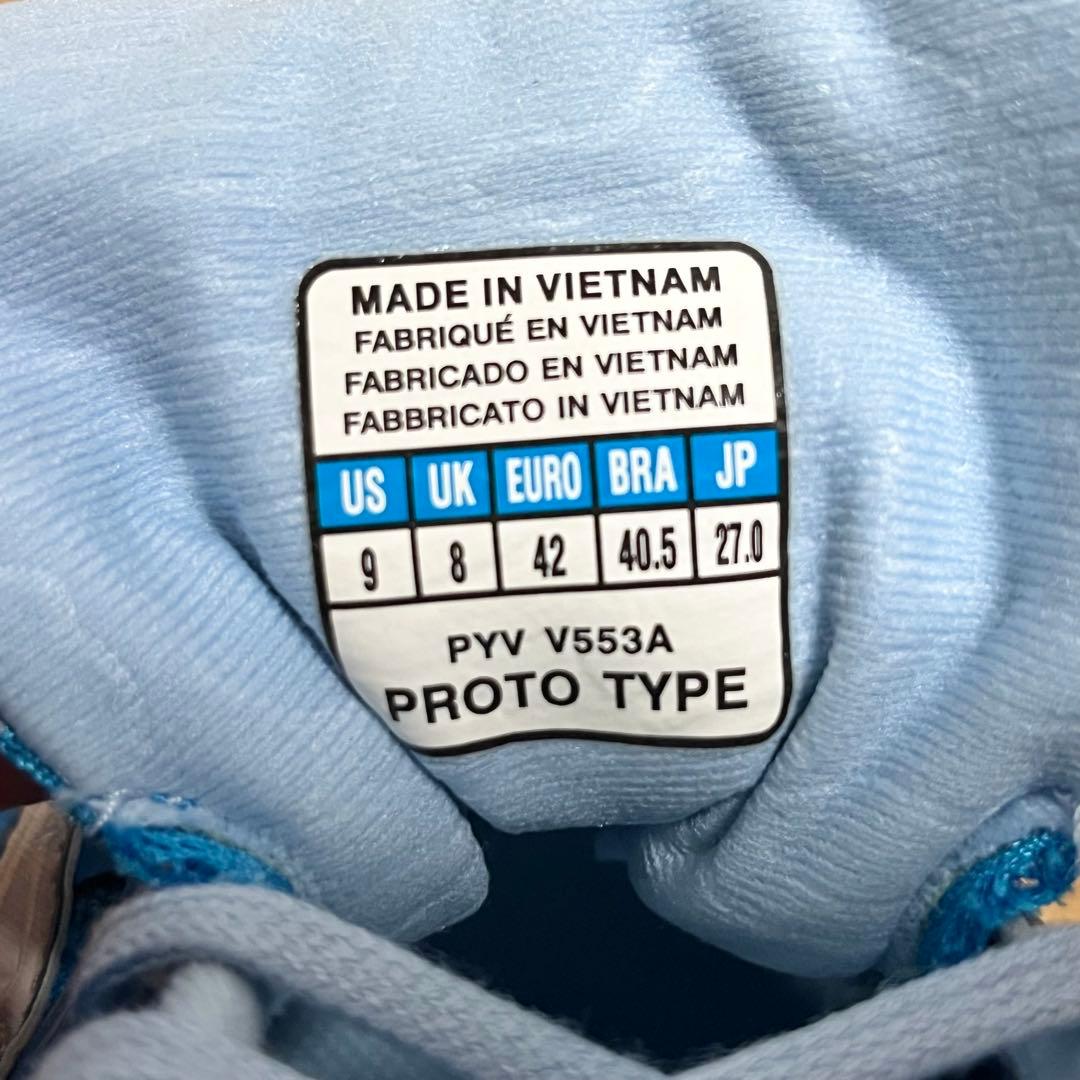 MADE IN VIETNAM
FABRIQUÉ EN VIETNAM
FABRICADO EN VIETNAM
FABBRICATO IN VIETNAM
US UK EURO BRA JP
9 8 42 40.5 27.0
PYV V553A
PROTO TYPE